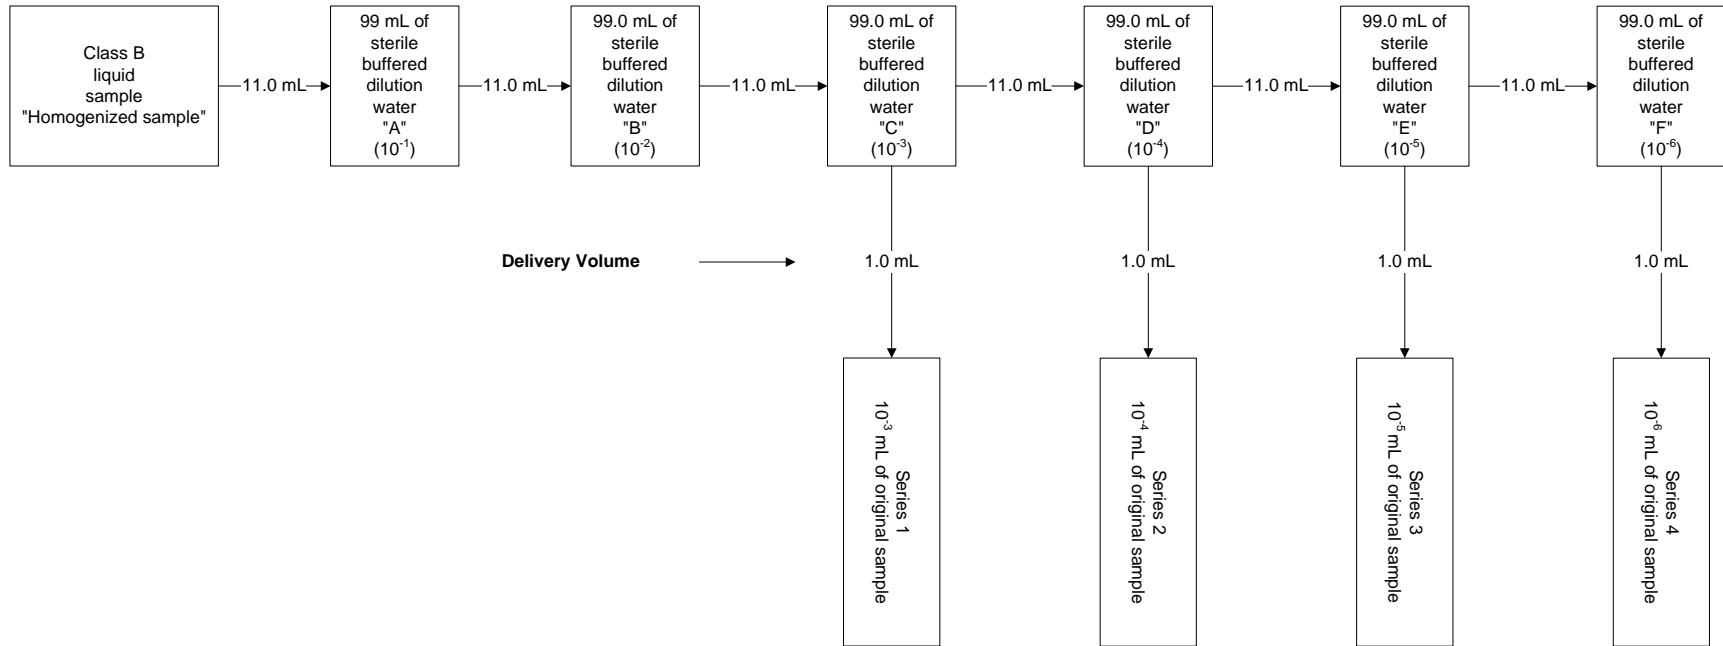 Class B
liquid
sample
"Homogenized sample"
11.0 mL
99 mL of
sterile
buffered
dilution
water
"A"
(10⁻¹)
11.0 mL
99.0 mL of
sterile
buffered
dilution
water
"B"
(10⁻²)
11.0 mL
99.0 mL of
sterile
buffered
dilution
water
"C"
(10⁻³)
11.0 mL
99.0 mL of
sterile
buffered
dilution
water
"D"
(10⁻⁴)
11.0 mL
99.0 mL of
sterile
buffered
dilution
water
"E"
(10⁻⁵)
11.0 mL
99.0 mL of
sterile
buffered
dilution
water
"F"
(10⁻⁶)
Delivery Volume
1.0 mL
1.0 mL
1.0 mL
1.0 mL
Series 1
10⁻³ mL of original sample
Series 2
10⁻⁴ mL of original sample
Series 3
10⁻⁵ mL of original sample
Series 4
10⁻⁶ mL of original sample